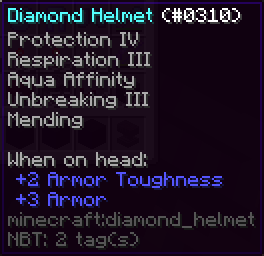 Diamond Helmet (#0310)
Protection IV
Respiration III
Aqua Affinity
Unbreaking III
Mending
When on head:
+2 Armor Toughness
+3 Armor
minecraft:diamond_helmet
NBT: 2 tag(s)